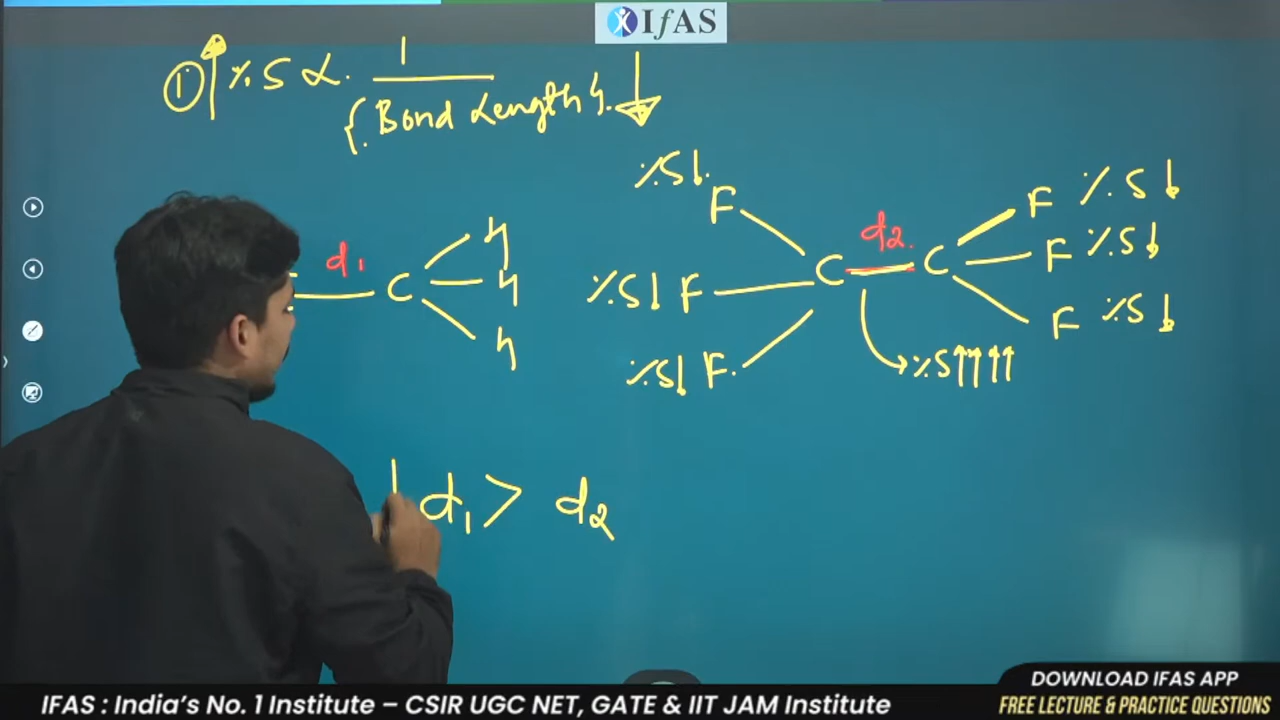 IfAS
① ↑ % S α. 1
{Bond Length}. ↓
% S ↓. F F % S ↓
d1 C H d2. F % S ↓
H % S ↓ F C C
H F % S ↓
% S ↓ F. → % S ↑↑↑↑
d1 > d2
DOWNLOAD IFAS APP
IFAS : India's No. 1 Institute – CSIR UGC NET, GATE & IIT JAM Institute
FREE LECTURE & PRACTICE QUESTIONS